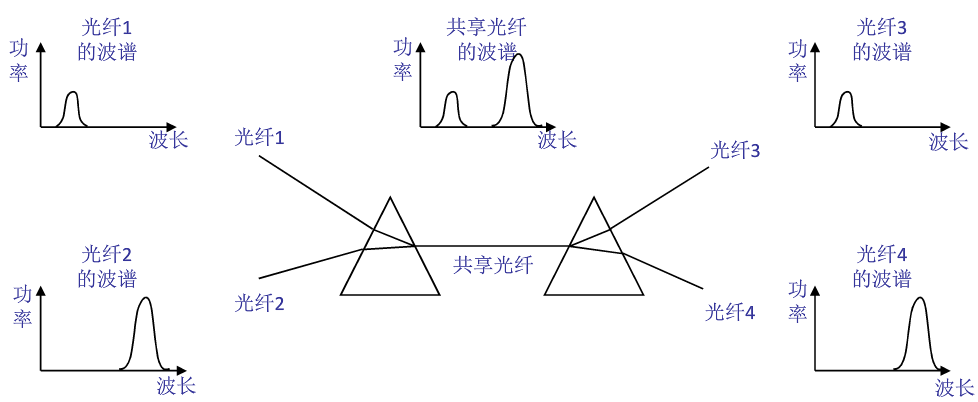 光纤1
的波谱
功
率
波长
共享光纤
的波谱
功
率
波长
光纤3
的波谱
功
率
波长
光纤1
光纤3
共享光纤
光纤2
光纤4
光纤2
的波谱
功
率
波长
光纤4
的波谱
功
率
波长